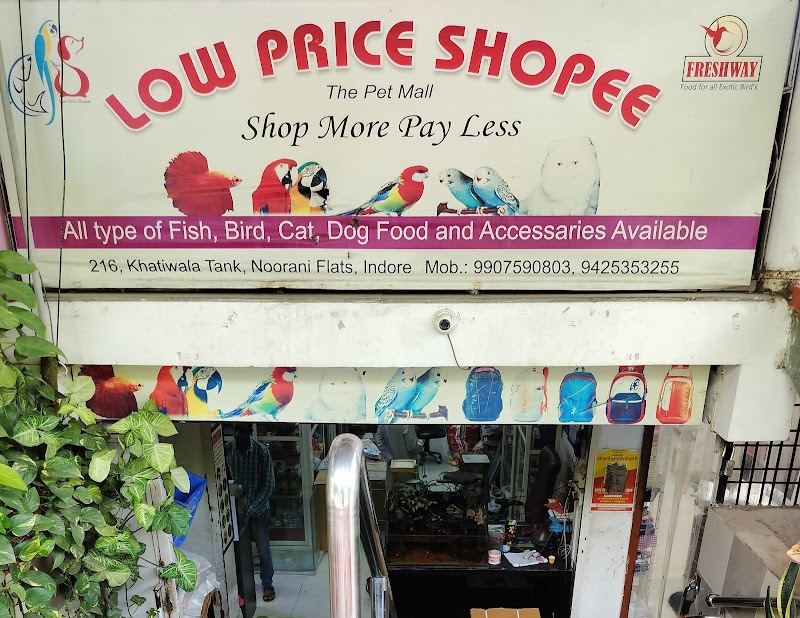 LOW PRICE SHOPEE
The Pet Mall
Shop More Pay Less
FRESHWAY
Food for all Exotic Bird's
All type of Fish, Bird, Cat, Dog Food and Accessaries Available
216, Khatiwala Tank, Noorani Flats, Indore Mob.: 9907590803, 9425353255